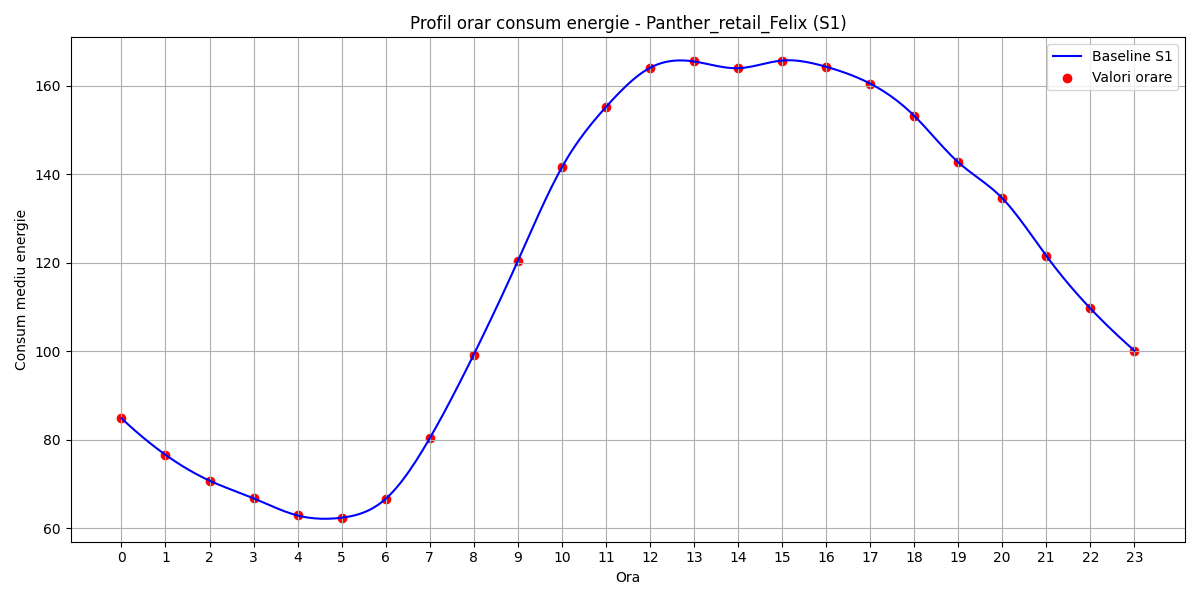 Profil orar consum energie - Panther_retail_Felix (S1)
Baseline S1
Valori orare
Consum mediu energie
160
140
120
100
80
60
0 1 2 3 4 5 6 7 8 9 10 11 12 13 14 15 16 17 18 19 20 21 22 23
Ora